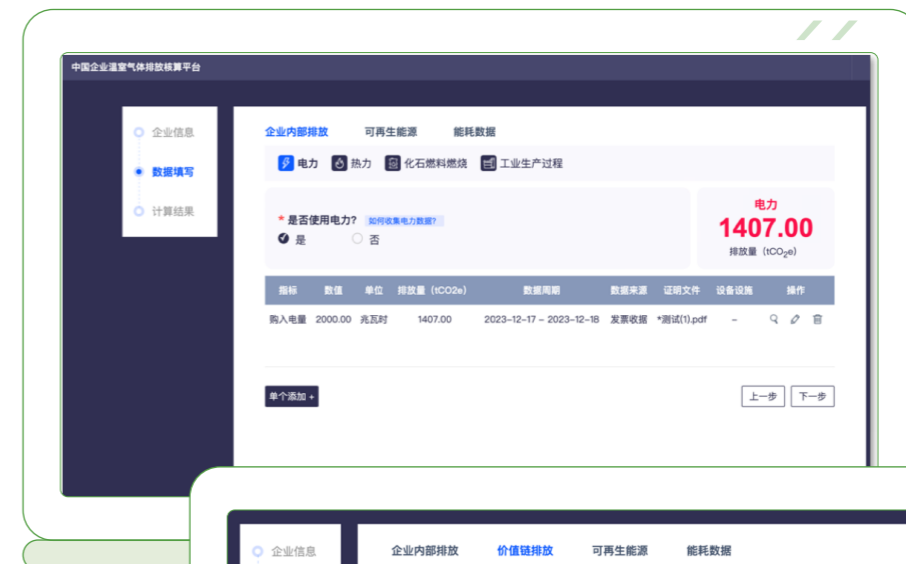 中国企业温室气体排放核算平台
企业信息
数据填写
计算结果
企业内部排放 可再生能源 能耗数据
电力 热力 化石燃料燃烧 工业生产过程
* 是否使用电力? 如何收集电力数据?
是 否
电力
1407.00
排放量 (tCO₂e)
指标 数值 单位 排放量 (tCO2e) 数据周期 数据来源 证明文件 设备设施 操作
购入电量 2000.00 兆瓦时 1407.00 2023-12-17 - 2023-12-18 发票收据 *测试(1).pdf -
单个添加 +
上一步 下一步
企业信息
企业内部排放 价值链排放 可再生能源 能耗数据